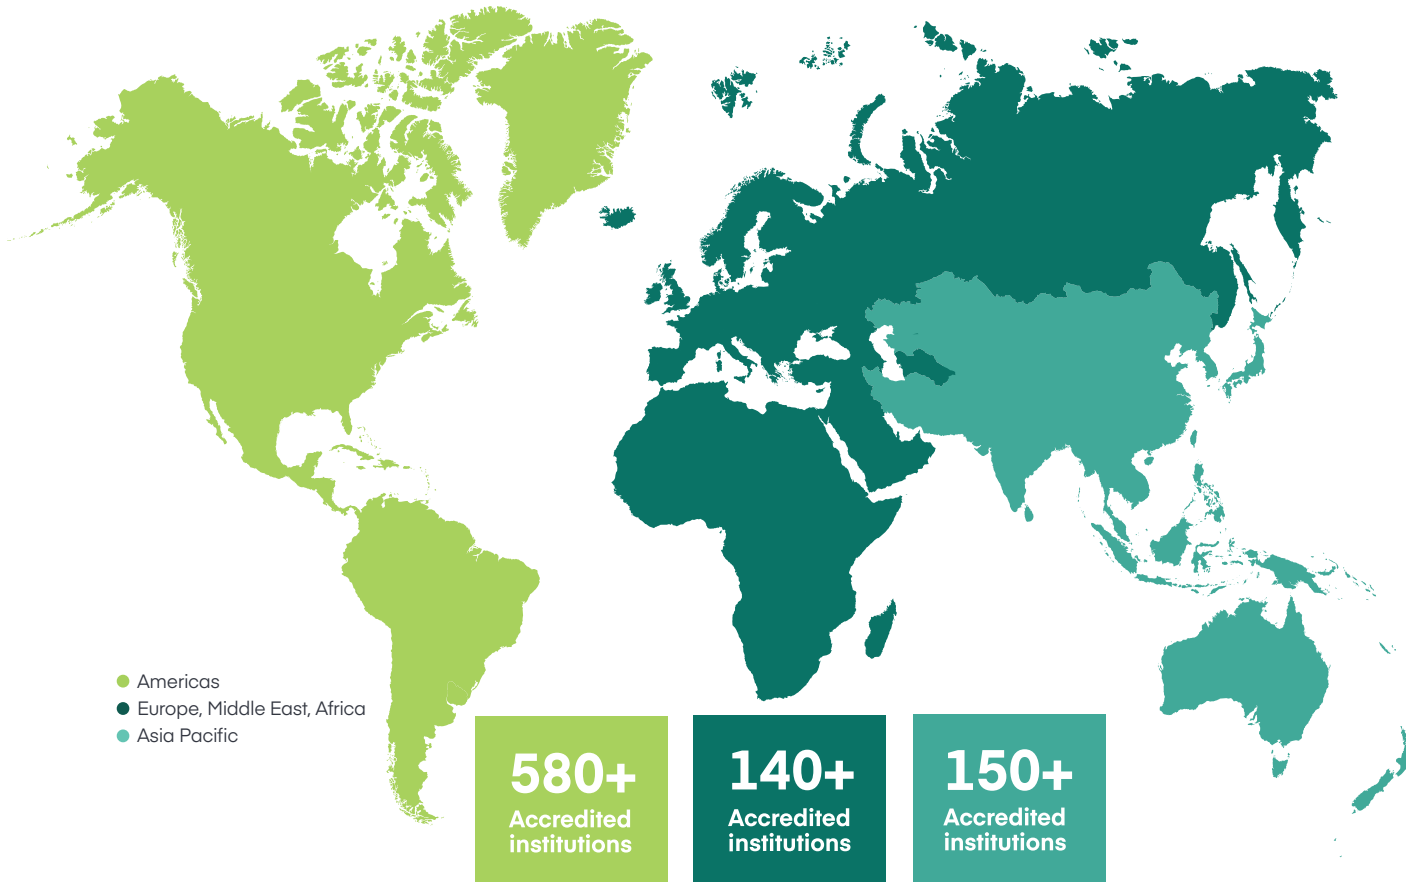 Americas
Europe, Middle East, Africa
Asia Pacific
580+
Accredited
institutions
140+
Accredited
institutions
150+
Accredited
institutions